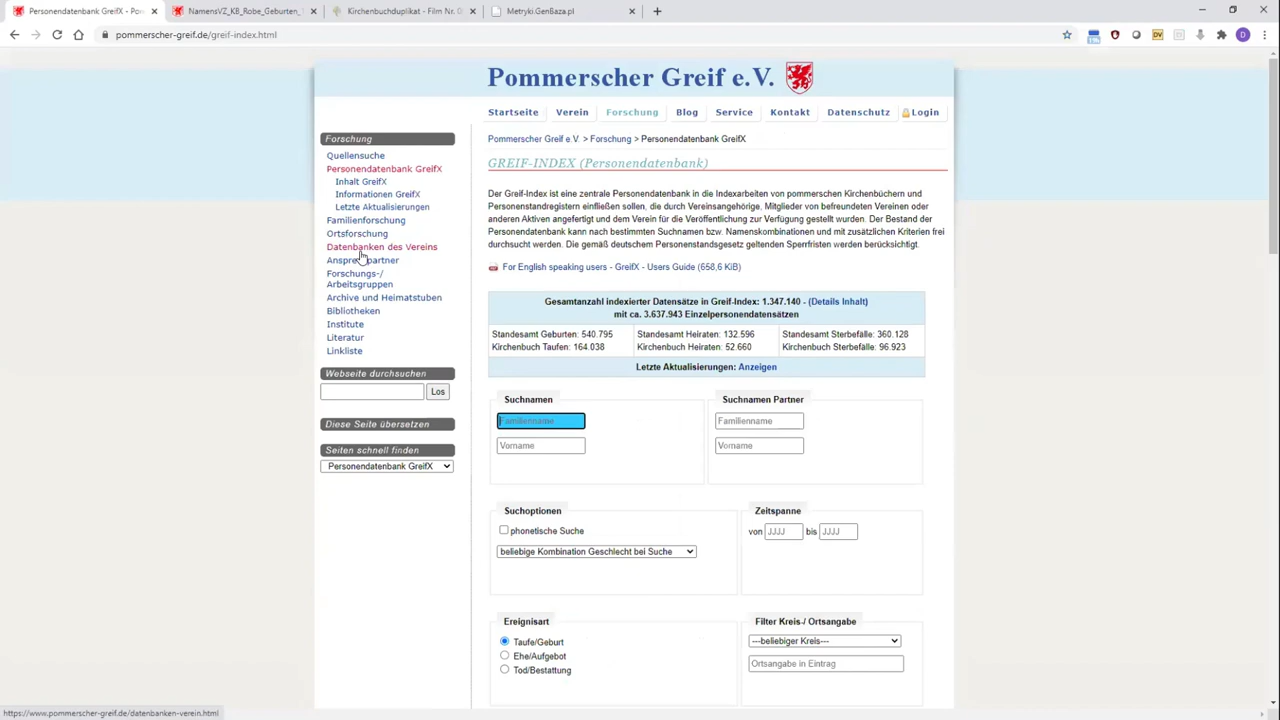 Personendatenbank GreifX - Po
NamensVZ_KB_Robe_Geburten_
Kirchenbuchduplikat - Film Nr. 0
Metryki.GenBaza.pl
pommerscher-greif.de/greif-index.html
Pommerscher Greif e.V.
Startseite
Verein
Forschung
Blog
Service
Kontakt
Datenschutz
Login
Forschung
Quellensuche
Personendatenbank GreifX
Inhalt GreifX
Informationen GreifX
Letzte Aktualisierungen
Familienforschung
Ortsforschung
Datenbanken des Vereins
Forschungs-/
Arbeitsgruppen
Archive und Heimatstuben
Bibliotheken
Institute
Literatur
Linkliste
Webseite durchsuchen
Los
Diese Seite übersetzen
Seiten schnell finden
Personendatenbank GreifX
Pommerscher Greif e V. > Forschung > Personendatenbank GreifX
GREIF-INDEX (Personendatenbank)
Der Greif-Index ist eine zentrale Personendatenbank in die Indexarbeiten von pommerschen Kirchenbüchern und
Personenstandsregistern einfließen sollen, die durch Vereinsangehörige, Mitglieder von befreundeten Vereinen oder
anderen Aktiven angefertigt und dem Verein für die Veröffentlichung zur Verfügung gestellt wurden. Der Bestand der
Personendatenbank kann nach bestimmten Suchnamen bzw. Namenskombinationen und mit zusätzlichen Kriterien frei
durchsucht werden. Die gemäß deutschem Personenstandsgesetz geltenden Sperrfristen werden berücksichtigt.
For English speaking users - GreifX - Users Guide (658,6 KiB)
Gesamtanzahl indexierter Datensätze in Greif-Index: 1.347.140 - (Details Inhalt)
mit ca. 3.637.943 Einzelpersonendatensätzen
Standesamt Geburten: 540.795
Standesamt Heiraten: 132.596
Standesamt Sterbefälle: 360.128
Kirchenbuch Taufen: 164.038
Kirchenbuch Heiraten: 52.660
Kirchenbuch Sterbefälle: 96.923
Letzte Aktualisierungen: Anzeigen
Suchnamen
Familienname
Vorname
Suchnamen Partner
Familienname
Vorname
Suchoptionen
phonetische Suche
beliebige Kombination Geschlecht bei Suche
Zeitspanne
von JJJJ bis JJJJ
Ereignisart
Taufe/Geburt
Ehe/Aufgebot
Tod/Bestattung
Filter Kreis-/ Ortsangabe
---beliebiger Kreis---
Ortsangabe in Eintrag
https://www.pommerscher-greif.de/datenbanken-verein.html